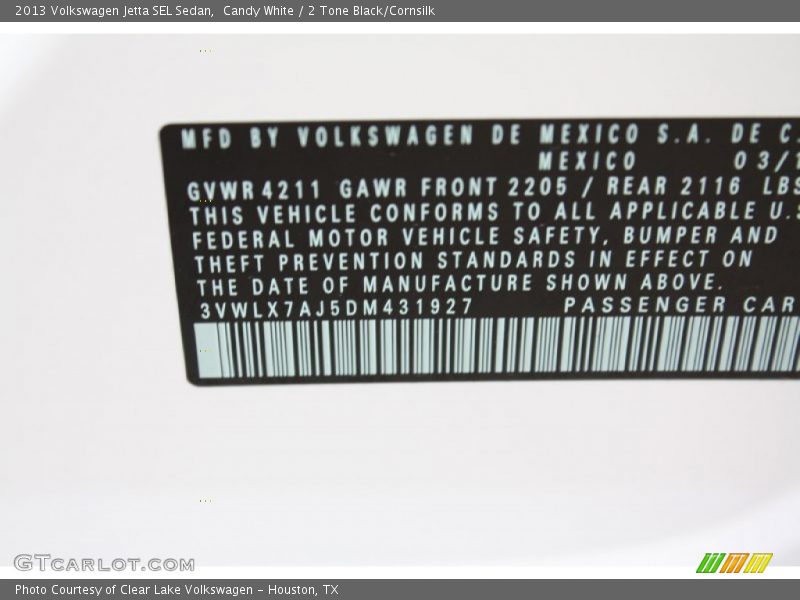 2013 Volkswagen Jetta SEL Sedan,  Candy White / 2 Tone Black/Cornsilk
MFD BY VOLKSWAGEN DE MEXICO S.A. DE C.
MEXICO 03/1
GVWR 4211 GAWR FRONT 2205 / REAR 2116 LBS
THIS VEHICLE CONFORMS TO ALL APPLICABLE U.S
FEDERAL MOTOR VEHICLE SAFETY, BUMPER AND
THEFT PREVENTION STANDARDS IN EFFECT ON
THE DATE OF MANUFACTURE SHOWN ABOVE.
3VWLX7AJ5DM431927 PASSENGER CAR
GTCARLOT.COM
Photo Courtesy of Clear Lake Volkswagen – Houston, TX